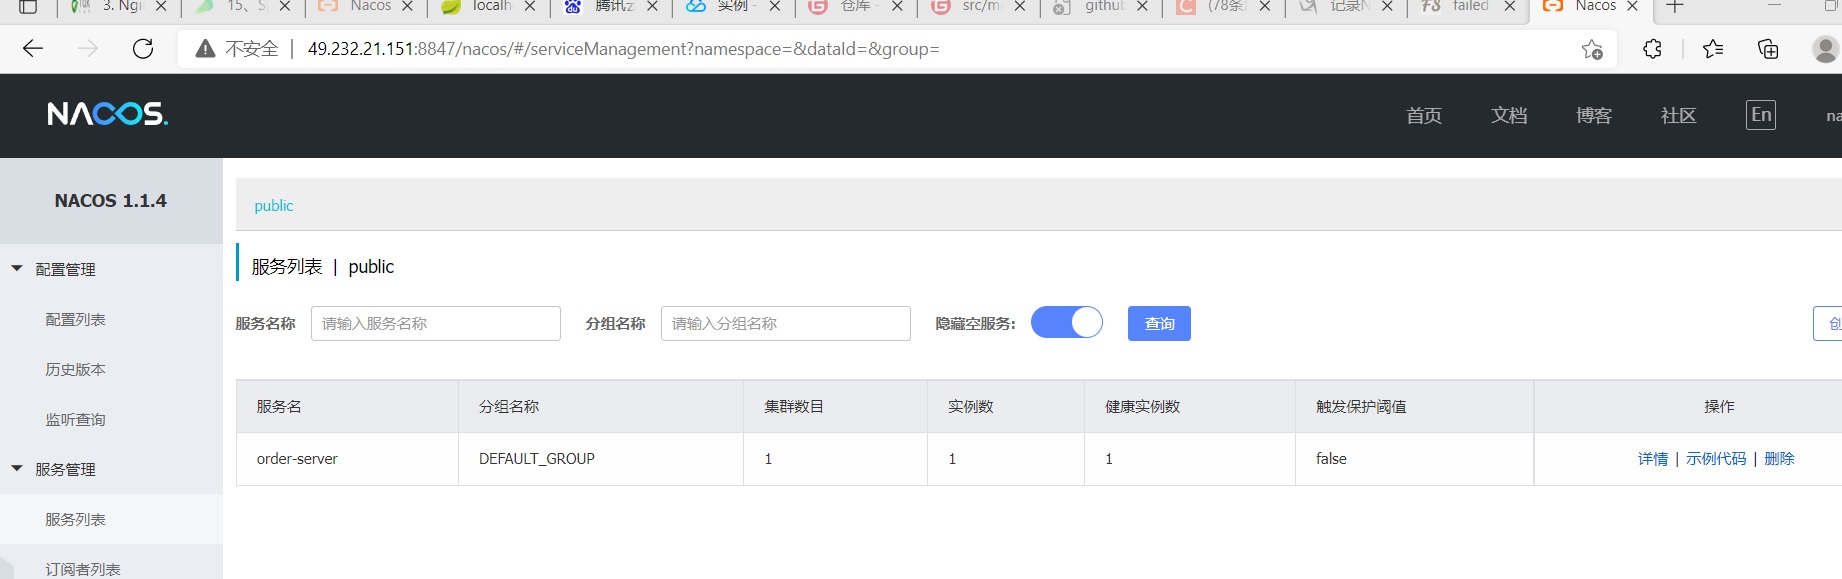 3. Ngi
15、S
Nacos
localh
腾讯z
实例 -
仓库 -
src/m
github
(78条
记录N
failed
Nacos
不安全 | 49.232.21.151:8847/nacos/#/serviceManagement?namespace=&dataId=&group=
NACOS.
首页
文档
博客
社区
En
na
NACOS 1.1.4
public
配置管理
服务列表 | public
配置列表
服务名称 请输入服务名称 分组名称 请输入分组名称 隐藏空服务: 查询
历史版本
服务名 分组名称 集群数目 实例数 健康实例数 触发保护阈值 操作
监听查询
order-server DEFAULT_GROUP 1 1 1 false 详情 | 示例代码 | 删除
服务管理
服务列表
订阅者列表